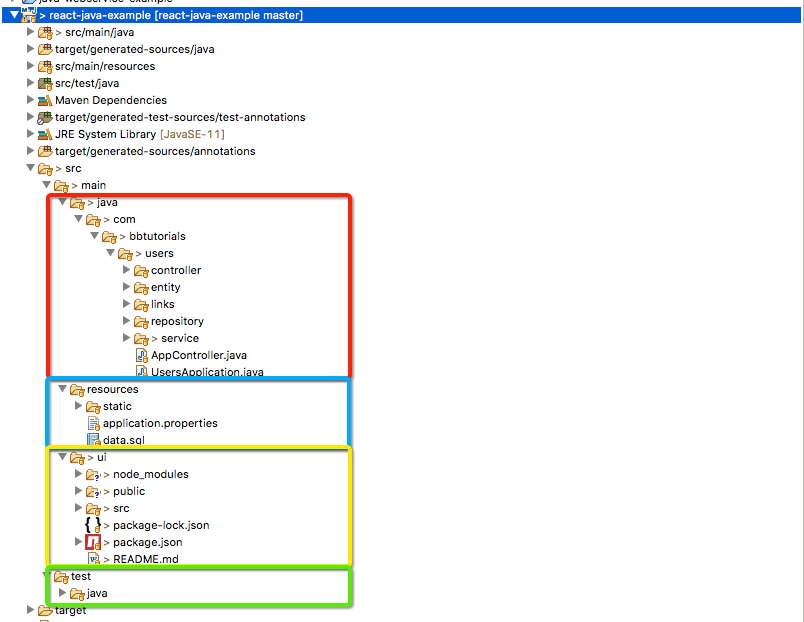 java-webservice-example
> react-java-example [react-java-example master]
> src/main/java
target/generated-sources/java
src/main/resources
src/test/java
Maven Dependencies
target/generated-test-sources/test-annotations
JRE System Library [JavaSE-11]
target/generated-sources/annotations
> src
> main
> java
> com
> bbtutorials
> users
controller
entity
links
repository
> service
AppController.java
UsersApplication.java
resources
static
application.properties
data.sql
> ui
> node_modules
> public
> src
> package-lock.json
> package.json
> README.md
test
java
target